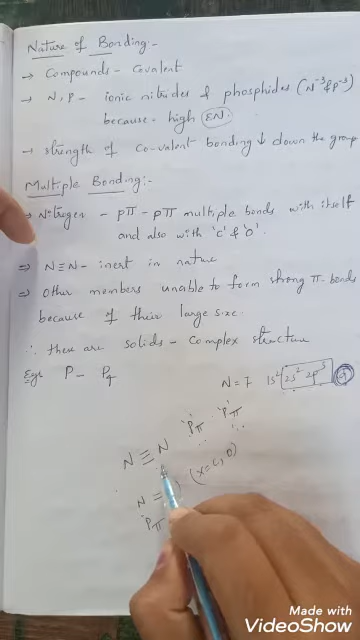 Nature of Bonding:-
→ Compounds - Covalent
→ N, P - ionic nitrides & phosphides (N⁻³ & P⁻³)
because - high EN.
→ strength of covalent bonding ↓ down the group
Multiple Bonding:-
→ Nitrogen - pπ - pπ multiple bonds with itself
and also with 'C' & 'O'.
⇒ N≡N - inert in nature
⇒ Other members unable to form strong π-bonds
because of their large size.
∴ these are solids - complex structure
Eg: P - P₄
N = 7 1s² 2s² 2p³
Pπ Pπ
N ≡ N
N ≡ (x = C, O)
Pπ
Made with
VideoShow